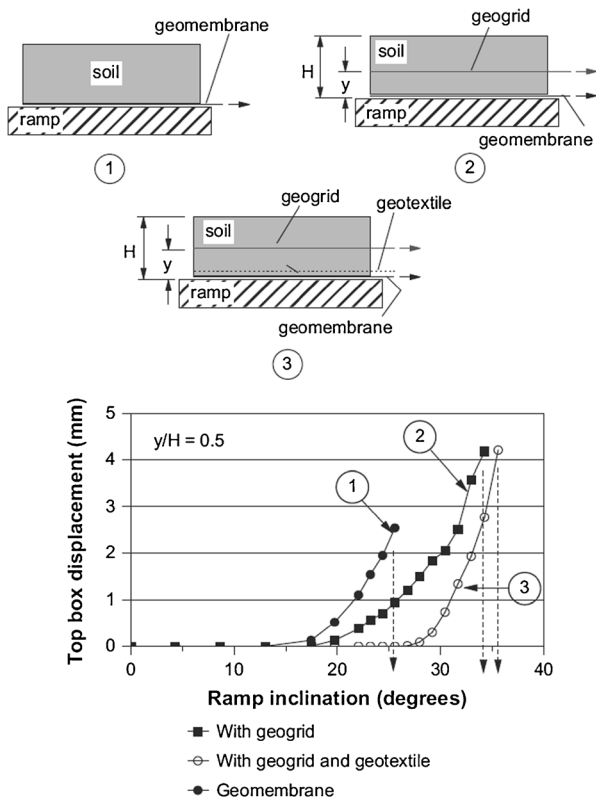 geomembrane
soil
ramp
1
geogrid
soil
H
y
ramp
geomembrane
2
geogrid
geotextile
soil
H
y
ramp
geomembrane
3
5
4
3
2
1
0
Top box displacement (mm)
y/H = 0.5
1
2
3
0 10 20 30 40
Ramp inclination (degrees)
With geogrid
With geogrid and geotextile
Geomembrane